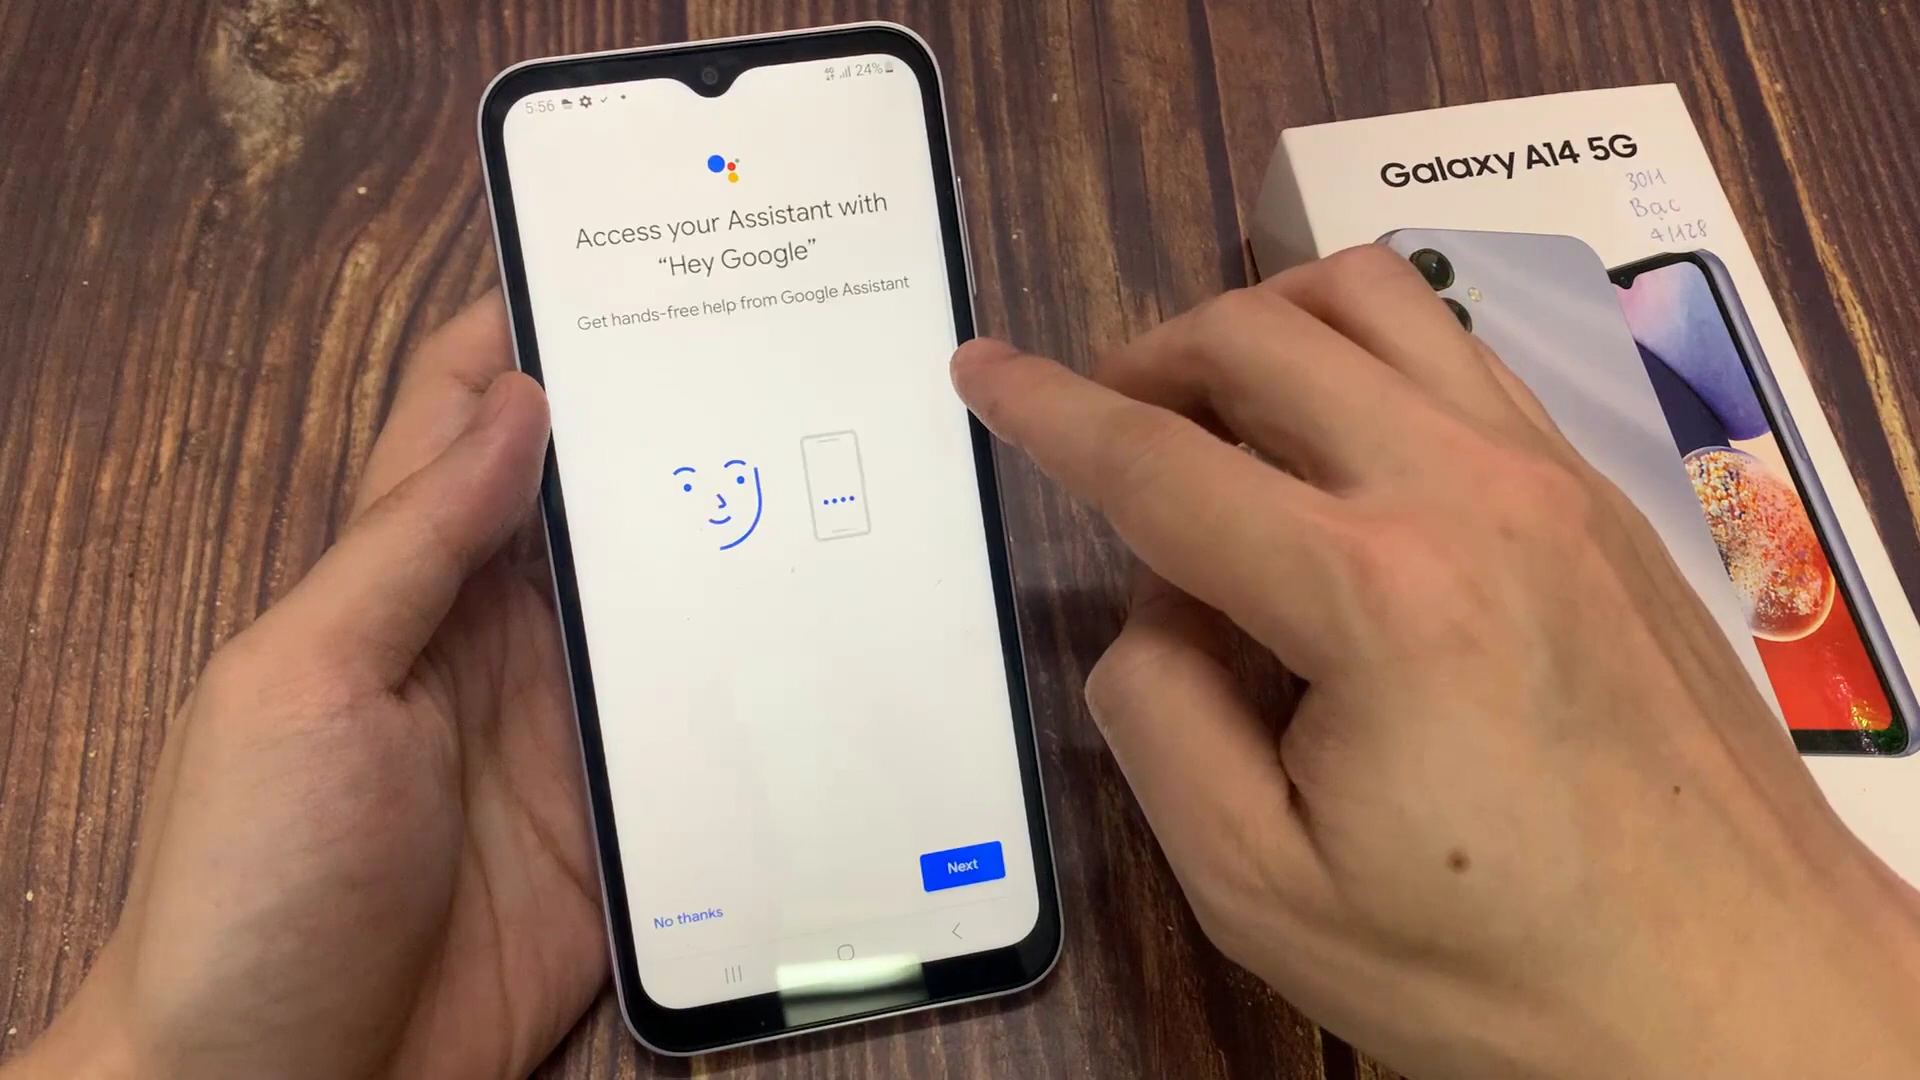 5:56
4G 24%
Access your Assistant with
“Hey Google”
Get hands-free help from Google Assistant
Next
No thanks
Galaxy A14 5G
Bạc